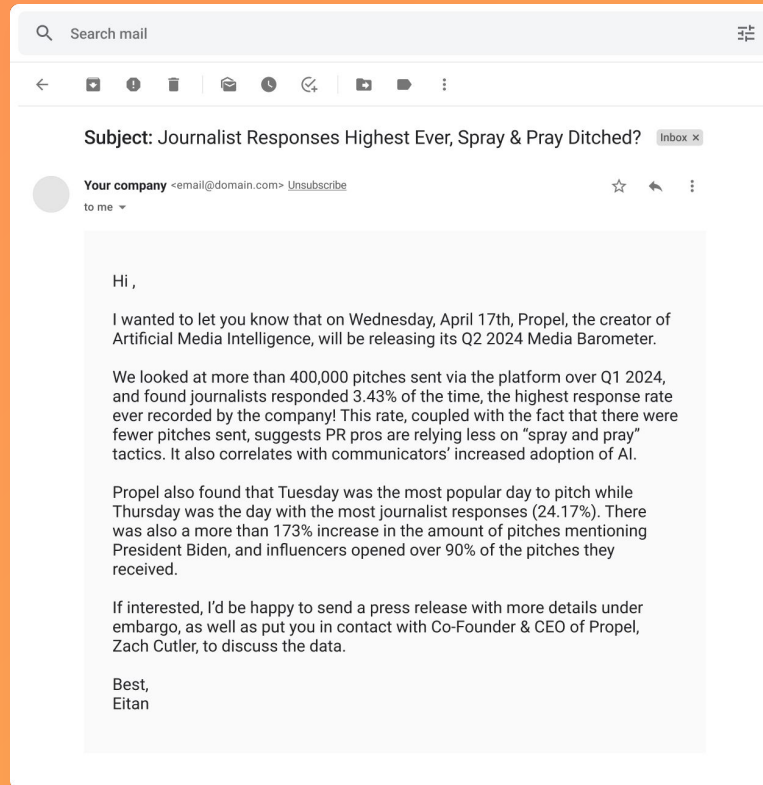 Search mail
Subject: Journalist Responses Highest Ever, Spray & Pray Ditched? Inbox ×
Your company <email@domain.com> Unsubscribe
to me
Hi ,
I wanted to let you know that on Wednesday, April 17th, Propel, the creator of
Artificial Media Intelligence, will be releasing its Q2 2024 Media Barometer.
We looked at more than 400,000 pitches sent via the platform over Q1 2024,
and found journalists responded 3.43% of the time, the highest response rate
ever recorded by the company! This rate, coupled with the fact that there were
fewer pitches sent, suggests PR pros are relying less on “spray and pray”
tactics. It also correlates with communicators’ increased adoption of AI.
Propel also found that Tuesday was the most popular day to pitch while
Thursday was the day with the most journalist responses (24.17%). There
was also a more than 173% increase in the amount of pitches mentioning
President Biden, and influencers opened over 90% of the pitches they
received.
If interested, I’d be happy to send a press release with more details under
embargo, as well as put you in contact with Co-Founder & CEO of Propel,
Zach Cutler, to discuss the data.
Best,
Eitan